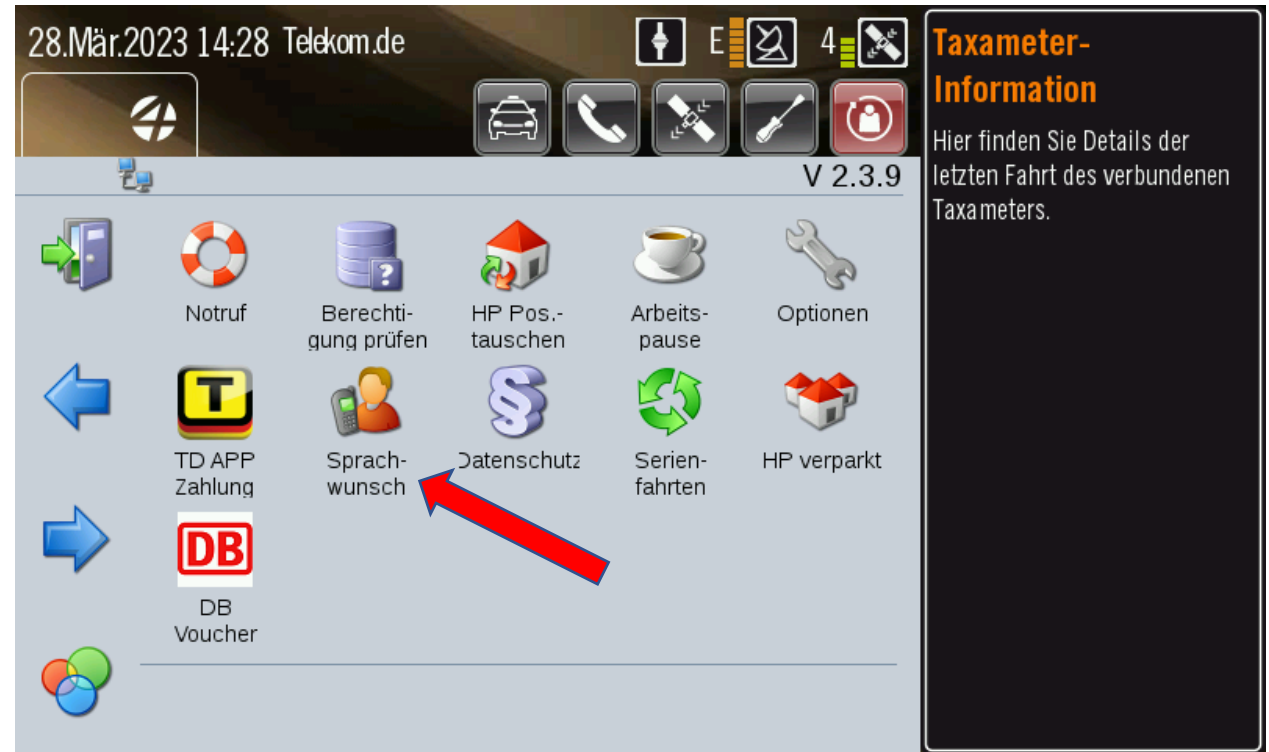 28.Mär.2023 14:28 Telekom.de
E
4
V 2.3.9
Notruf
Berechti-
gung prüfen
HP Pos.-
tauschen
Arbeits-
pause
Optionen
TD APP
Zahlung
Sprach-
wunsch
Datenschutz
Serien-
fahrten
HP verparkt
DB
DB
Voucher
Taxameter-
Information
Hier finden Sie Details der
letzten Fahrt des verbundenen
Taxameters.
T
?
§